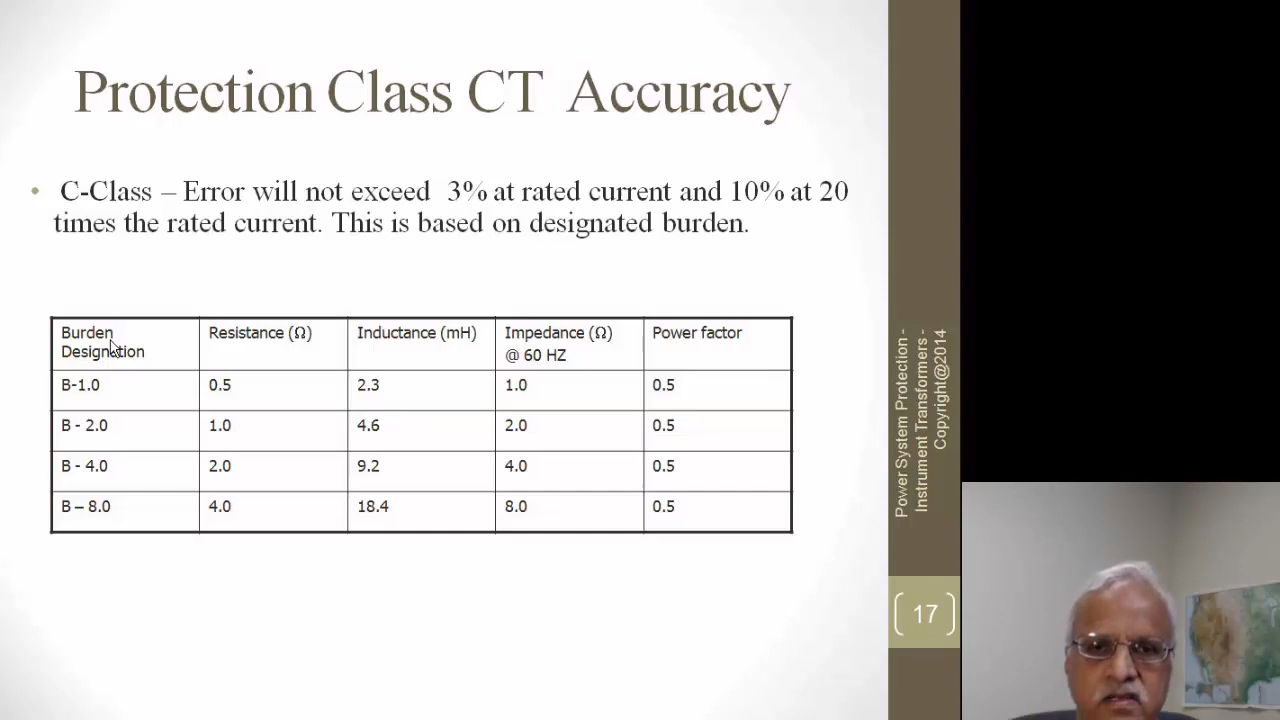 Protection Class CT Accuracy
• C-Class – Error will not exceed 3% at rated current and 10% at 20
times the rated current. This is based on designated burden.
Burden Designation Resistance (Ω) Inductance (mH) Impedance (Ω) @ 60 HZ Power factor
B-1.0 0.5 2.3 1.0 0.5
B - 2.0 1.0 4.6 2.0 0.5
B - 4.0 2.0 9.2 4.0 0.5
B – 8.0 4.0 18.4 8.0 0.5
Power System Protection -
Instrument Transformers -
Copyright@2014
17